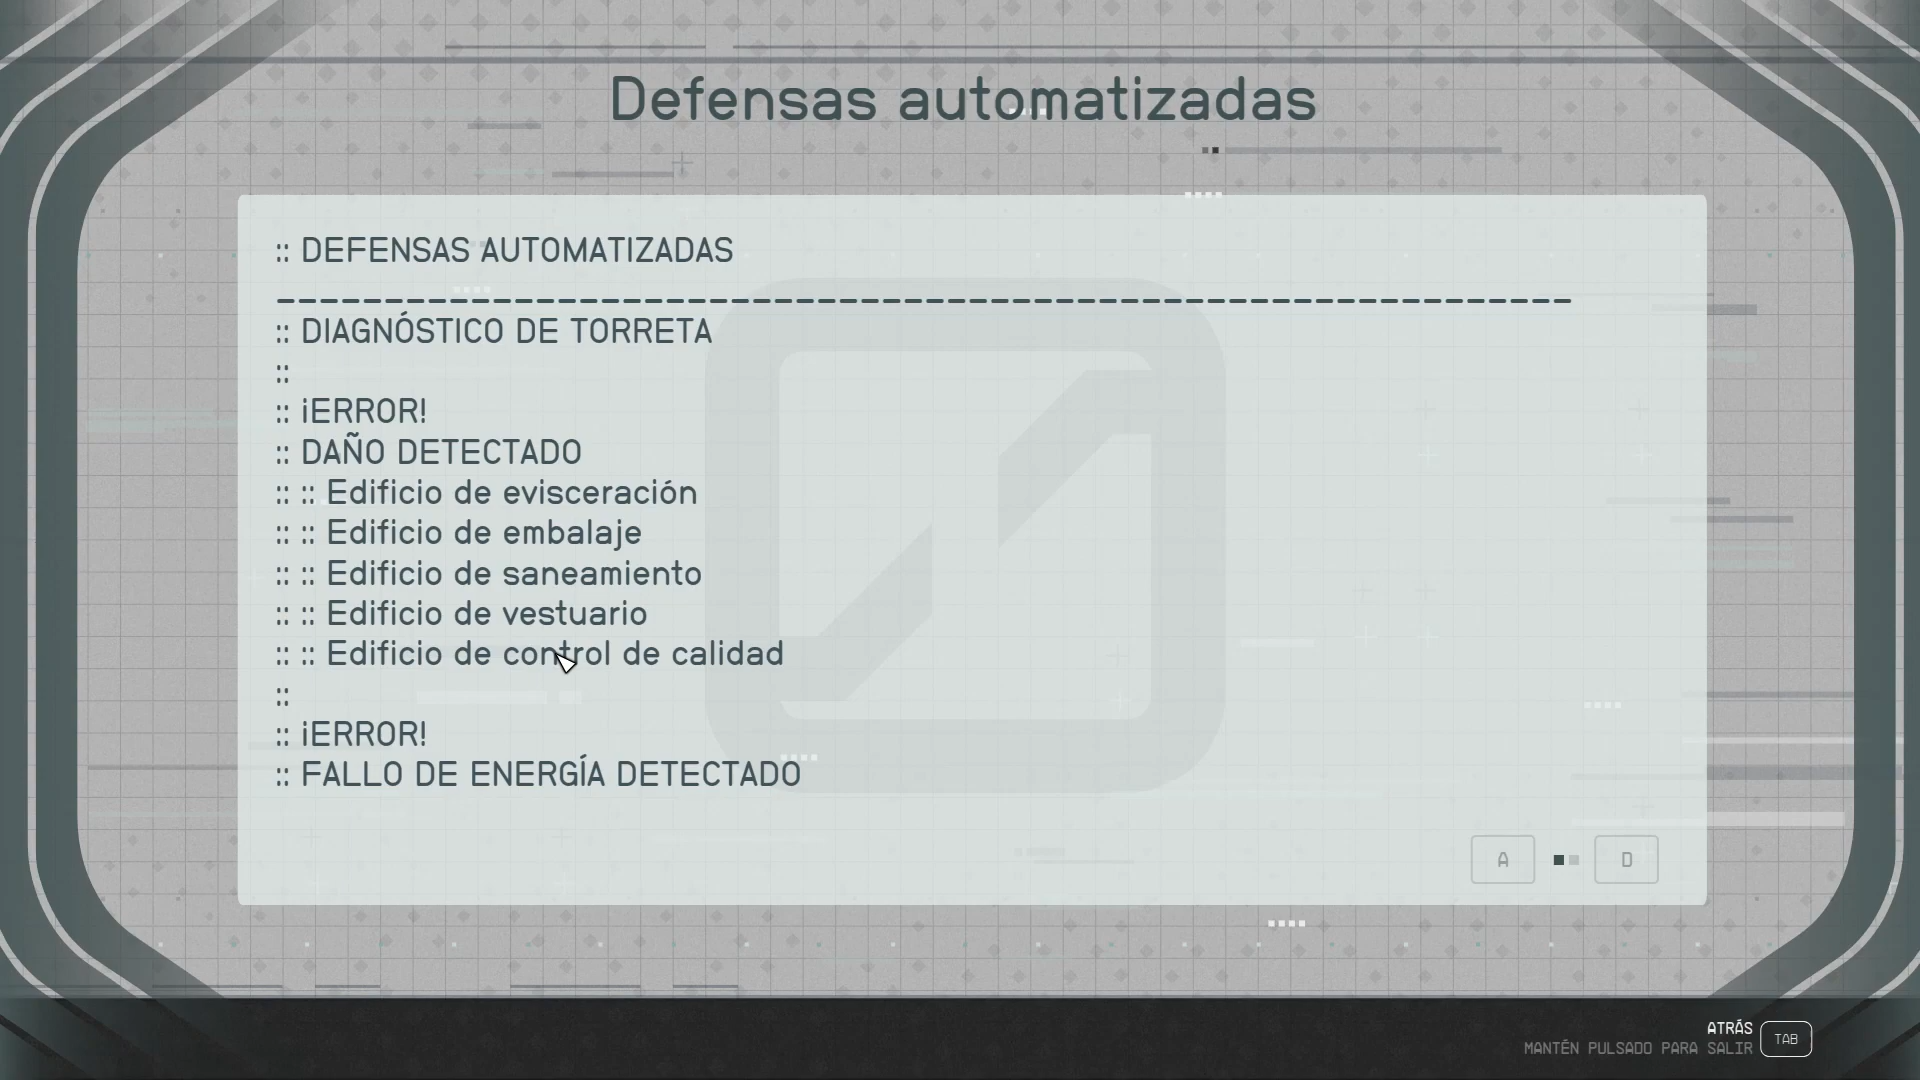 Defensas automatizadas
:: DEFENSAS AUTOMATIZADAS
------------------------------------------------------------
:: DIAGNÓSTICO DE TORRETA
::
:: ¡ERROR!
:: DAÑO DETECTADO
:: :: Edificio de evisceración
:: :: Edificio de embalaje
:: :: Edificio de saneamiento
:: :: Edificio de vestuario
:: :: Edificio de control de calidad
::
:: ¡ERROR!
:: FALLO DE ENERGÍA DETECTADO
A D
ATRÁS
MANTÉN PULSADO PARA SALIR TAB